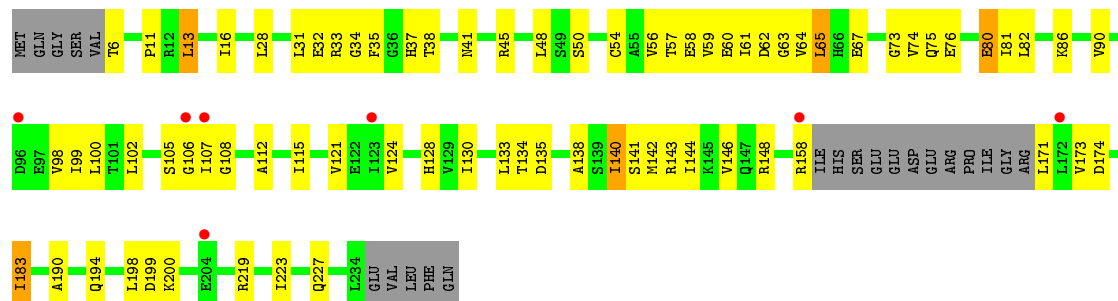 MET GLN GLY SER VAL T6 P11 R12 L13 I16 L28 L31 E32 R33 G34 F35 G36 H37 T38 N41 R45 L48 S49 S50 C54 A55 V56 T57 E58 V59 E60 I61 D62 G63 V64 L65 H66 E67 G73 V74 Q75 E76 E80 I81 L82 K86 V90
D96 E97 V98 I99 L100 T101 L102 S105 G106 I107 G108 A112 I115 V121 E122 I123 V124 H128 V129 I130 L133 T134 D135 A138 S139 I140 S141 M142 R143 I144 K145 V146 Q147 R148 R158 ILE HIS SER GLU GLU ASP GLU ARG PRO ILE GLY ARG L171 L172 V173 D174
I183 A190 Q194 L198 D199 K200 E204 R219 I223 Q227 L234 GLU VAL LEU PHE GLN